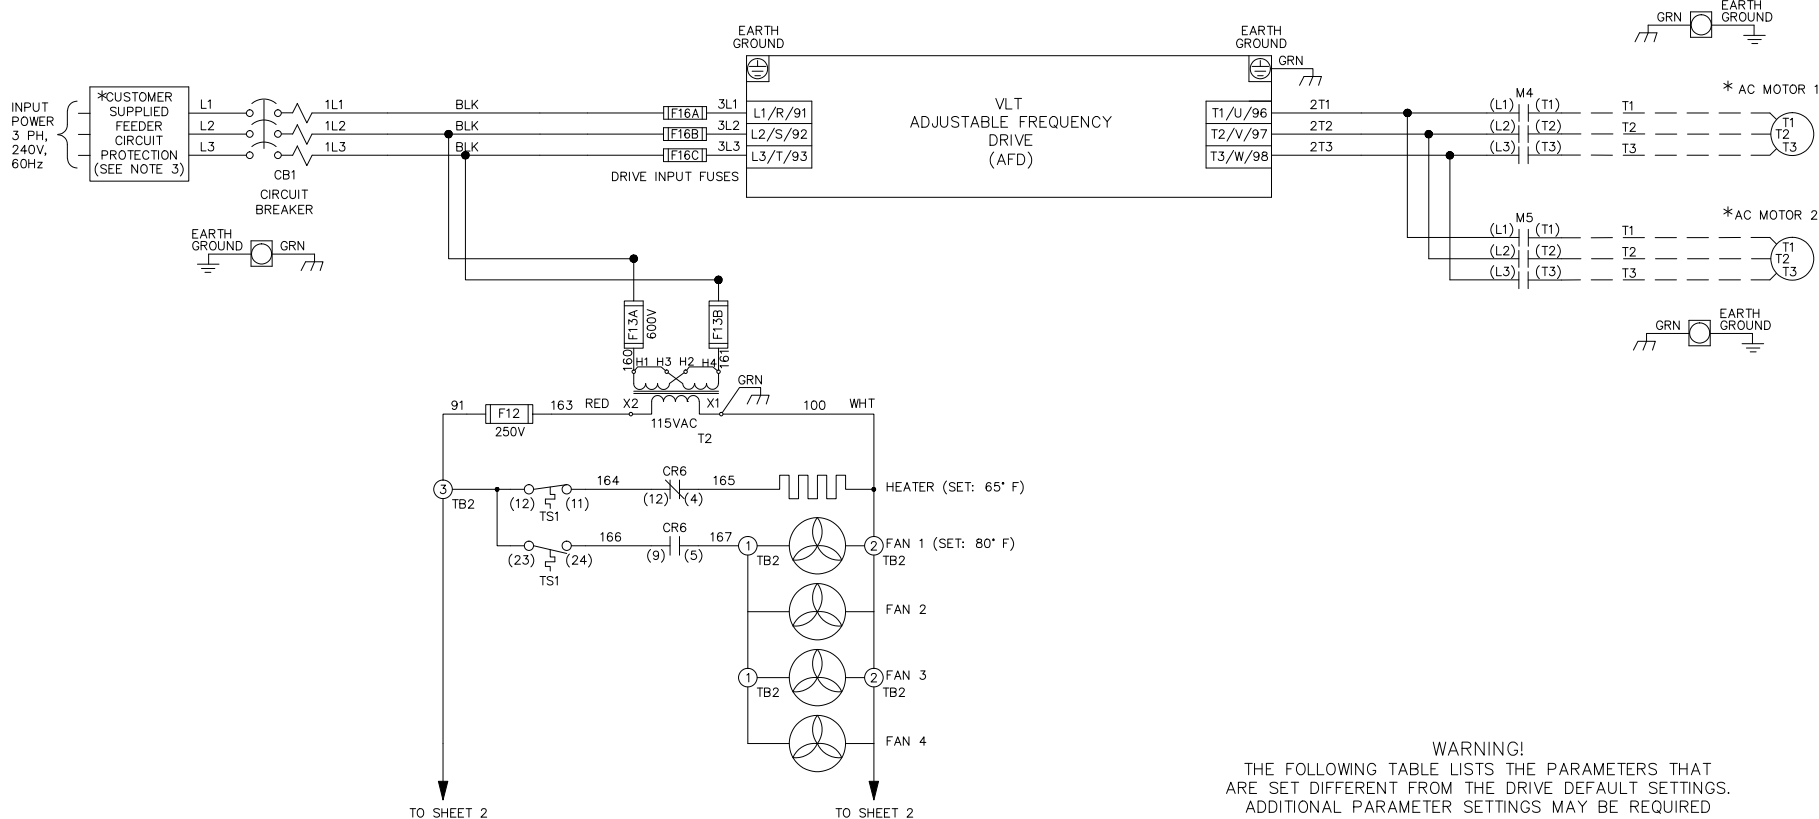 EARTH
GROUND
EARTH
GROUND
GRN
GRN
EARTH
GROUND
INPUT
POWER
3 PH,
240V,
60Hz
*CUSTOMER
SUPPLIED
FEEDER
CIRCUIT
PROTECTION
(SEE NOTE 3)
L1
L2
L3
CB1
CIRCUIT
BREAKER
1L1
1L2
1L3
BLK
BLK
BLK
F16A
F16B
F16C
3L1
3L2
3L3
DRIVE INPUT FUSES
L1/R/91
L2/S/92
L3/T/93
VLT
ADJUSTABLE FREQUENCY
DRIVE
(AFD)
T1/U/96
T2/V/97
T3/W/98
2T1
2T2
2T3
M4
(L1) (T1) T1
(L2) (T2) T2
(L3) (T3) T3
* AC MOTOR 1
T1
T2
T3
M5
(L1) (T1) T1
(L2) (T2) T2
(L3) (T3) T3
*AC MOTOR 2
T1
T2
T3
GRN
EARTH
GROUND
EARTH
GROUND
GRN
F13A
600V
F13B
160
161
H1 H3 H2 H4
GRN
91
F12
250V
163
RED
X2
X1
100
WHT
115VAC
T2
3
TB2
(12)
(11)
TS1
164
CR6
(12)
(4)
165
HEATER (SET: 65° F)
(23)
(24)
TS1
166
CR6
(9)
(5)
167
1
TB2
2
TB2
FAN 1 (SET: 80° F)
FAN 2
1
TB2
2
TB2
FAN 3
FAN 4
TO SHEET 2
TO SHEET 2
WARNING!
THE FOLLOWING TABLE LISTS THE PARAMETERS THAT
ARE SET DIFFERENT FROM THE DRIVE DEFAULT SETTINGS.
ADDITIONAL PARAMETER SETTINGS MAY BE REQUIRED